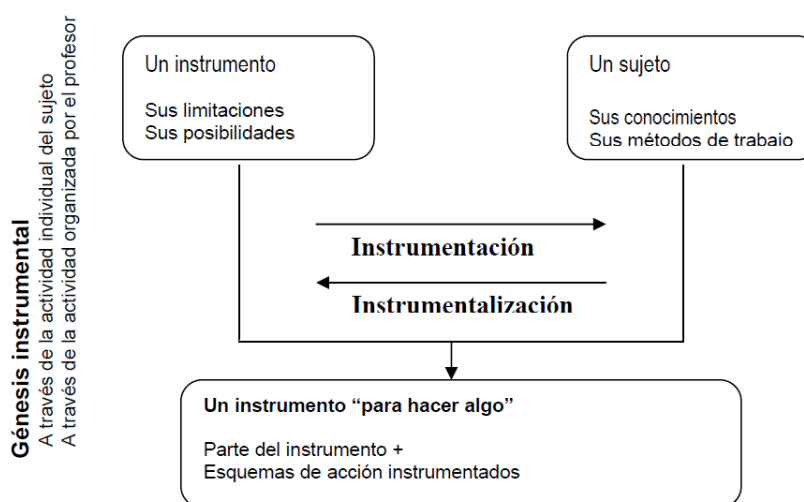 Génesis instrumental
A través de la actividad individual del sujeto
A través de la actividad organizada por el profesor
Un instrumento
Sus limitaciones
Sus posibilidades
Un sujeto
Sus conocimientos
Sus métodos de trabajo
Instrumentación
Instrumentalización
Un instrumento “para hacer algo”
Parte del instrumento +
Esquemas de acción instrumentados